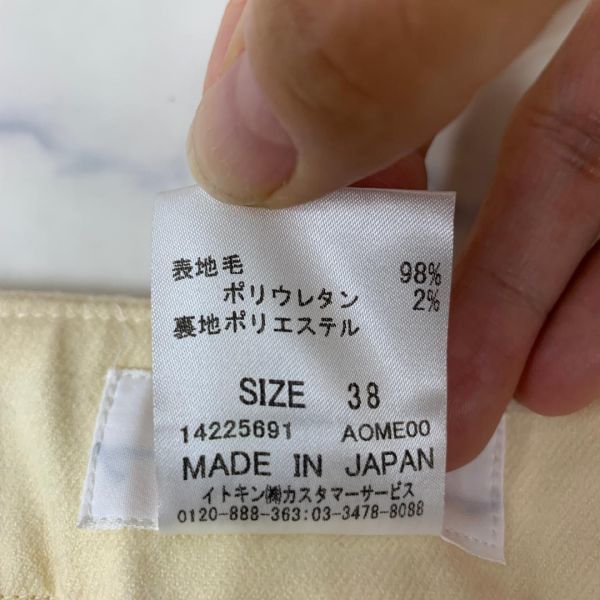 表地毛 98%
ポリウレタン 2%
裏地ポリエステル
SIZE 38
14225691 AOME00
MADE IN JAPAN
イトキン㈱カスタマーサービス
0120-888-363:03-3478-8088